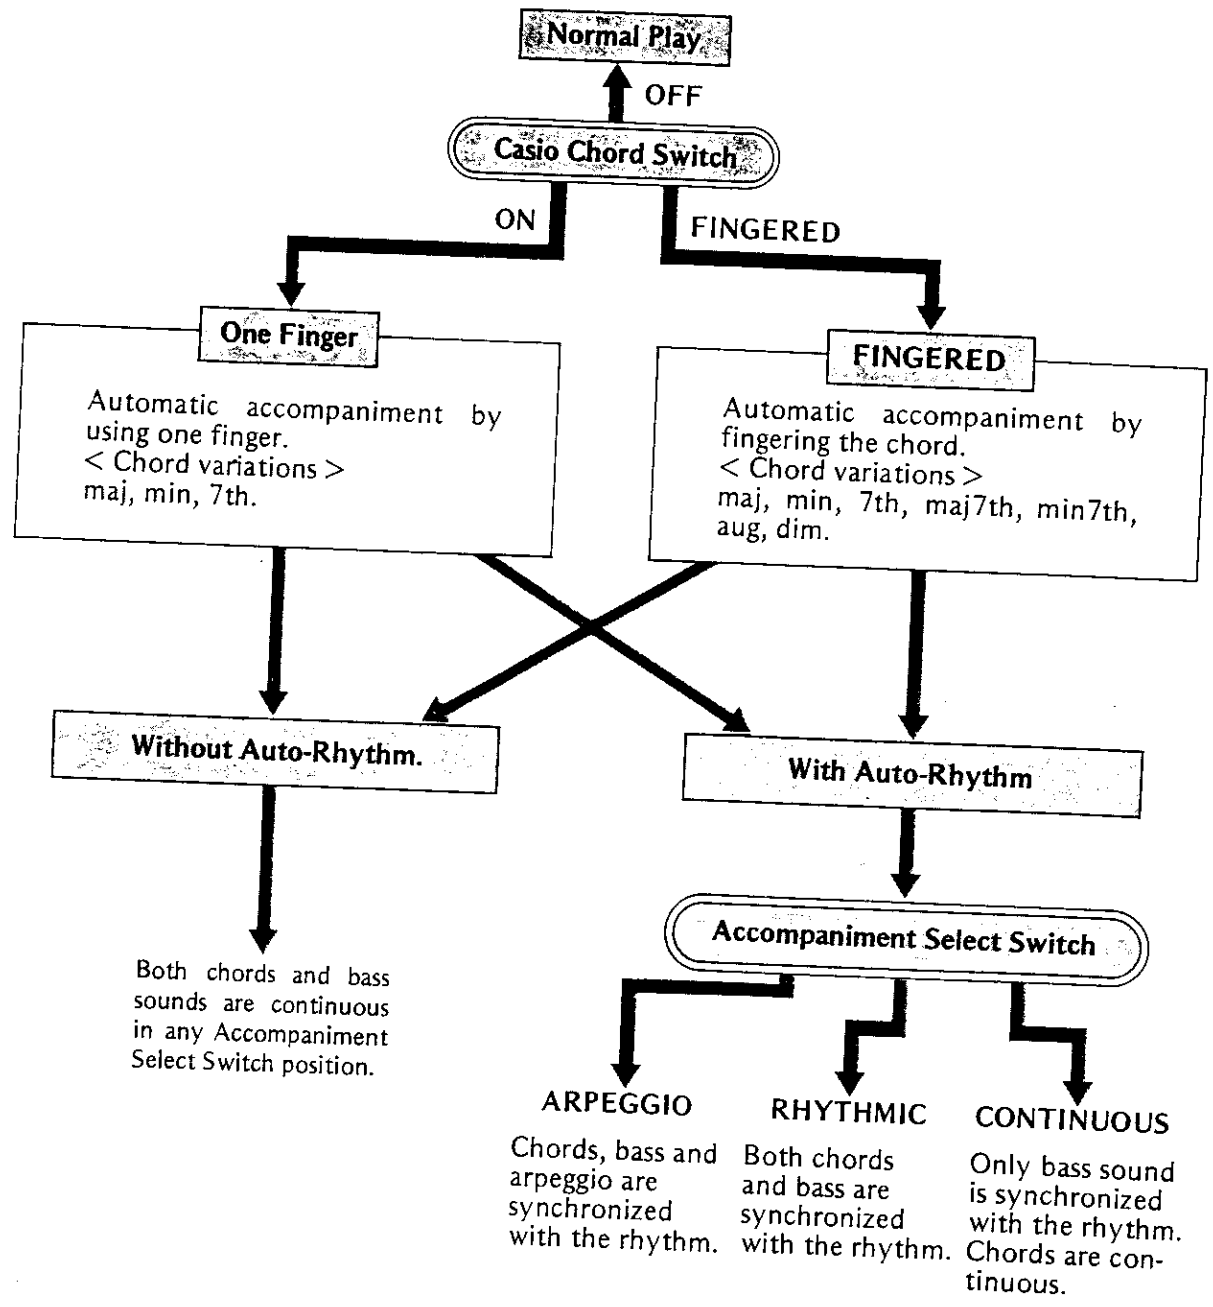 Normal Play
OFF
Casio Chord Switch
ON
FINGERED
One Finger
Automatic accompaniment by
using one finger.
< Chord variations >
maj, min, 7th.
FINGERED
Automatic accompaniment by
fingering the chord.
< Chord variations >
maj, min, 7th, maj7th, min7th,
aug, dim.
Without Auto-Rhythm.
With Auto-Rhythm
Both chords and bass
sounds are continuous
in any Accompaniment
Select Switch position.
Accompaniment Select Switch
ARPEGGIO
Chords, bass and
arpeggio are
synchronized
with the rhythm.
RHYTHMIC
Both chords
and bass are
synchronized
with the rhythm.
CONTINUOUS
Only bass sound
is synchronized
with the rhythm.
Chords are con-
tinuous.